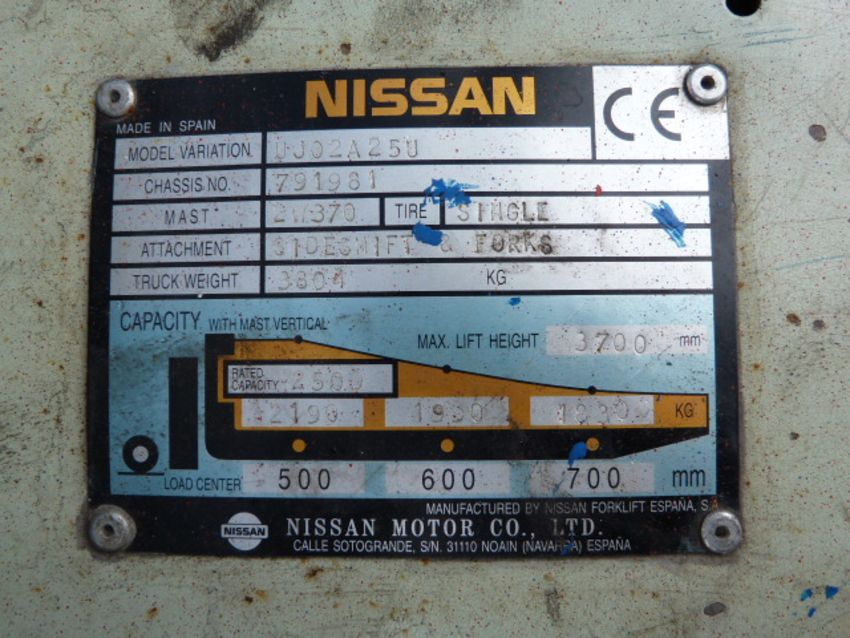 NISSAN
CE
MADE IN SPAIN
MODEL VARIATION UJ02A25U
CHASSIS NO. 791981
MAST 2W370 TIRE SINGLE
ATTACHMENT SIDESHIFT & FORKS
TRUCK WEIGHT 3804 KG
CAPACITY WITH MAST VERTICAL
MAX. LIFT HEIGHT 3700 mm
RATED CAPACITY 2500
2190 1990 1830 KG
LOAD CENTER 500 600 700 mm
MANUFACTURED BY NISSAN FORKLIFT ESPAÑA, S.A
NISSAN NISSAN MOTOR CO., LTD.
CALLE SOTOGRANDE, S/N. 31110 NOAIN (NAVARRA) ESPAÑA